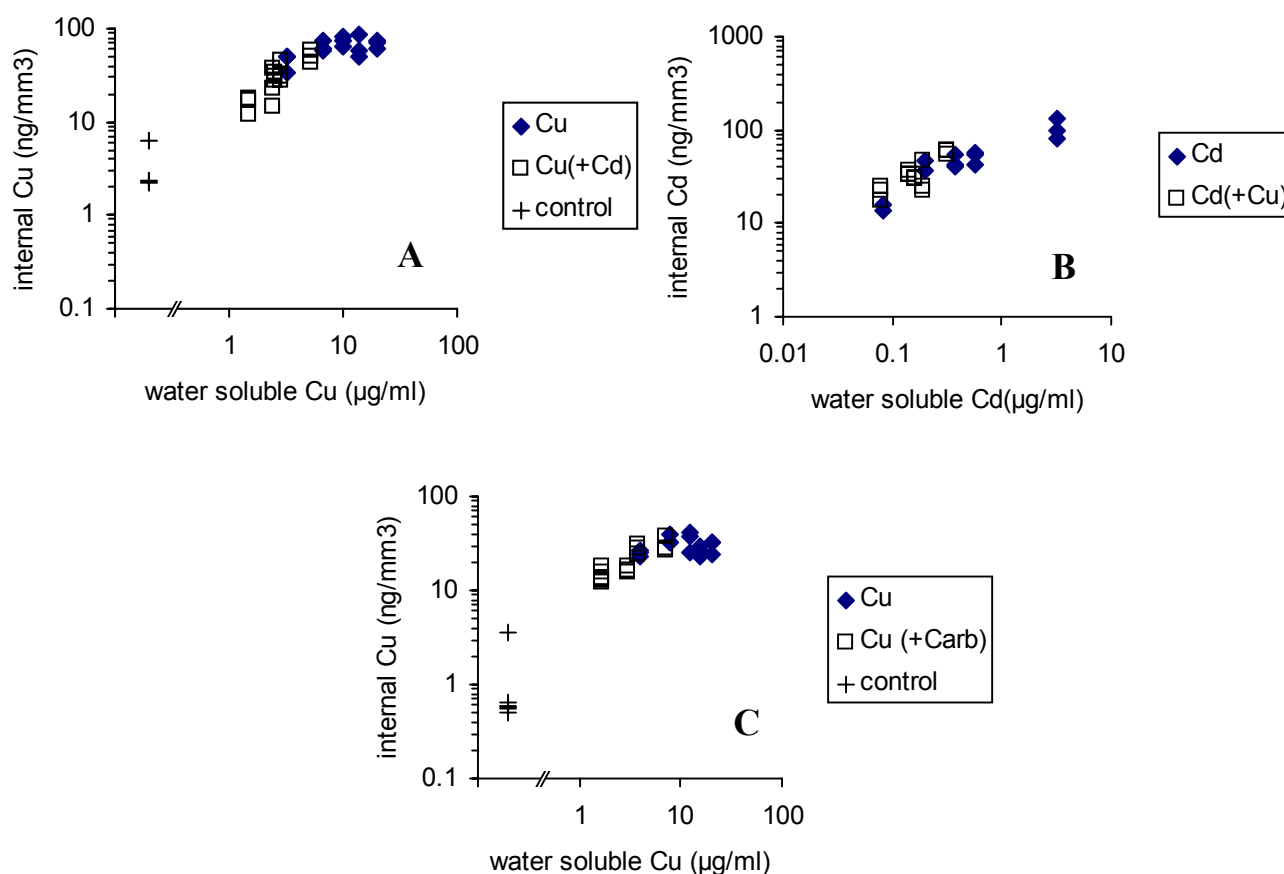 100
10
1
0.1
internal Cu (ng/mm3)
1 10 100
water soluble Cu (µg/ml)
A
Cu
Cu(+Cd)
control
1000
100
10
1
internal Cd (ng/mm3)
0.01 0.1 1 10
water soluble Cd(µg/ml)
B
Cd
Cd(+Cu)
100
10
1
0.1
internal Cu (ng/mm3)
1 10 100
water soluble Cu (µg/ml)
C
Cu
Cu (+Carb)
control